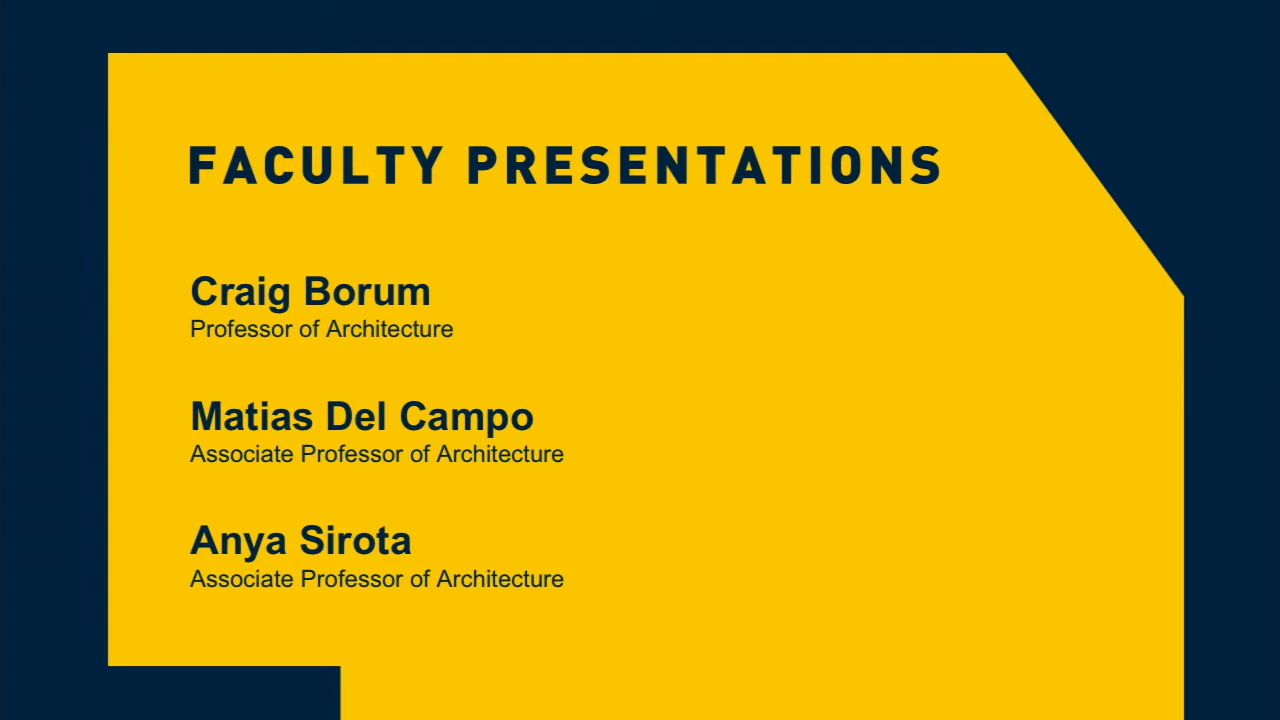 FACULTY PRESENTATIONS
Craig Borum
Professor of Architecture
Matias Del Campo
Associate Professor of Architecture
Anya Sirota
Associate Professor of Architecture